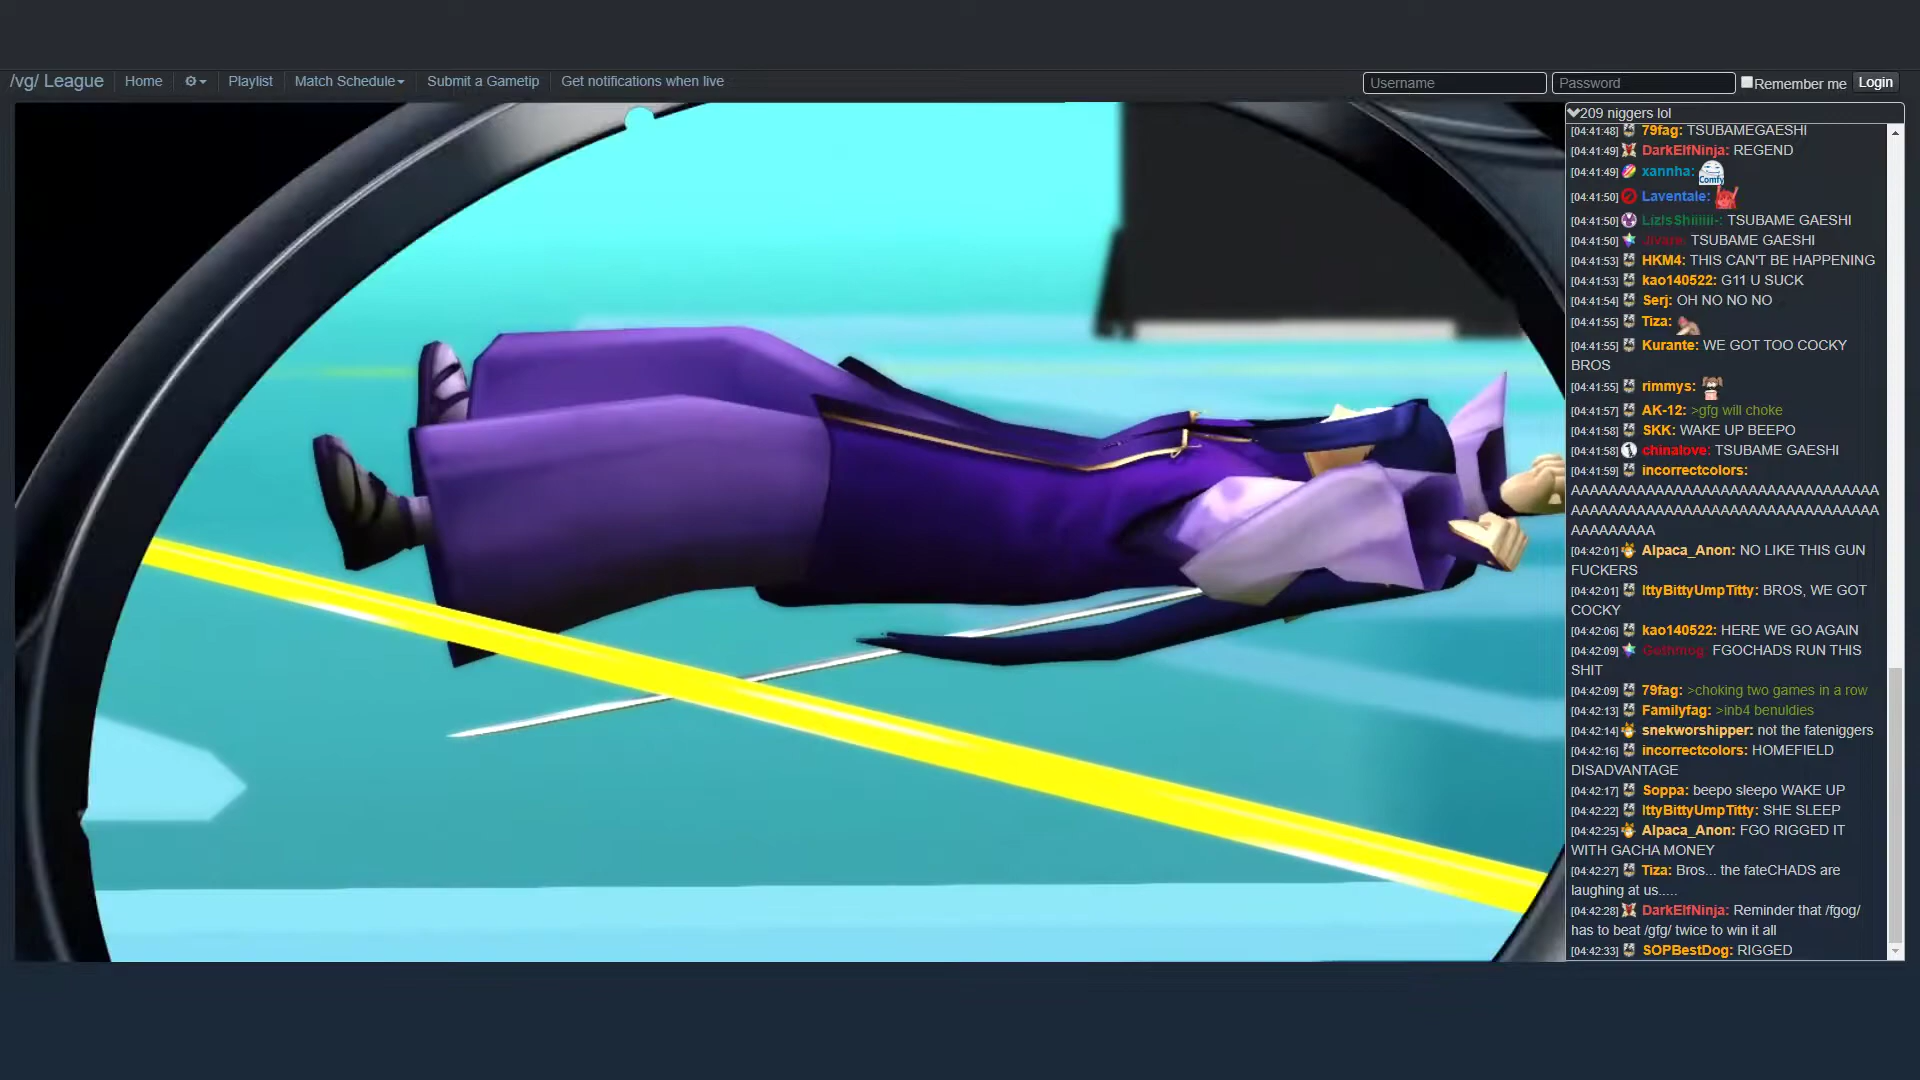 /vg/ League Home Playlist Match Schedule Submit a Gametip Get notifications when live Username Password Remember me Login
209 niggers lol
[04:41:48] 79fag: TSUBAMEGAESHI
[04:41:49] DarkElfNinja: REGEND
[04:41:49] xannha: Comfy
[04:41:50] Laventale:
[04:41:50] LizIsShiiiiii-: TSUBAME GAESHI
[04:41:50] TSUBAME GAESHI
[04:41:53] HKM4: THIS CAN'T BE HAPPENING
[04:41:53] kao140522: G11 U SUCK
[04:41:54] Serj: OH NO NO NO
[04:41:55] Tiza:
[04:41:55] Kurante: WE GOT TOO COCKY
BROS
[04:41:55] rimmys:
[04:41:57] AK-12: >gfg will choke
[04:41:58] SKK: WAKE UP BEEPO
[04:41:58] chinalove: TSUBAME GAESHI
[04:41:59] incorrectcolors:
AAAAAAAAAAAAAAAAAAAAAAAAAAAAAAAAA
AAAAAAAAAAAAAAAAAAAAAAAAAAAAAAAAA
AAAAAAAAA
[04:42:01] Alpaca_Anon: NO LIKE THIS GUN
FUCKERS
[04:42:01] IttyBittyUmpTitty: BROS, WE GOT
COCKY
[04:42:06] kao140522: HERE WE GO AGAIN
[04:42:09] FGOCHADS RUN THIS
SHIT
[04:42:09] 79fag: >choking two games in a row
[04:42:13] Familyfag: >inb4 benuldies
[04:42:14] snekworshipper: not the fateniggers
[04:42:16] incorrectcolors: HOMEFIELD
DISADVANTAGE
[04:42:17] Soppa: beepo sleepo WAKE UP
[04:42:22] IttyBittyUmpTitty: SHE SLEEP
[04:42:25] Alpaca_Anon: FGO RIGGED IT
WITH GACHA MONEY
[04:42:27] Tiza: Bros... the fateCHADS are
laughing at us.....
[04:42:28] DarkElfNinja: Reminder that /fgog/
has to beat /gfg/ twice to win it all
[04:42:33] SOPBestDog: RIGGED